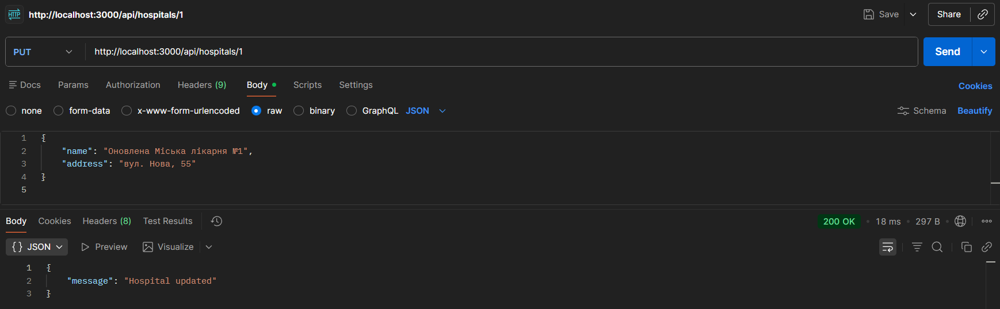 HTTP http://localhost:3000/api/hospitals/1 Save Share
PUT http://localhost:3000/api/hospitals/1 Send
Docs Params Authorization Headers (9) Body Scripts Settings Cookies
none form-data x-www-form-urlencoded raw binary GraphQL JSON Schema Beautify
1 {
2 "name": "Оновлена Міська лікарня №1",
3 "address": "вул. Нова, 55"
4 }
5
Body Cookies Headers (8) Test Results 200 OK • 18 ms • 297 B •
{} JSON Preview Visualize
1 {
2 "message": "Hospital updated"
3 }